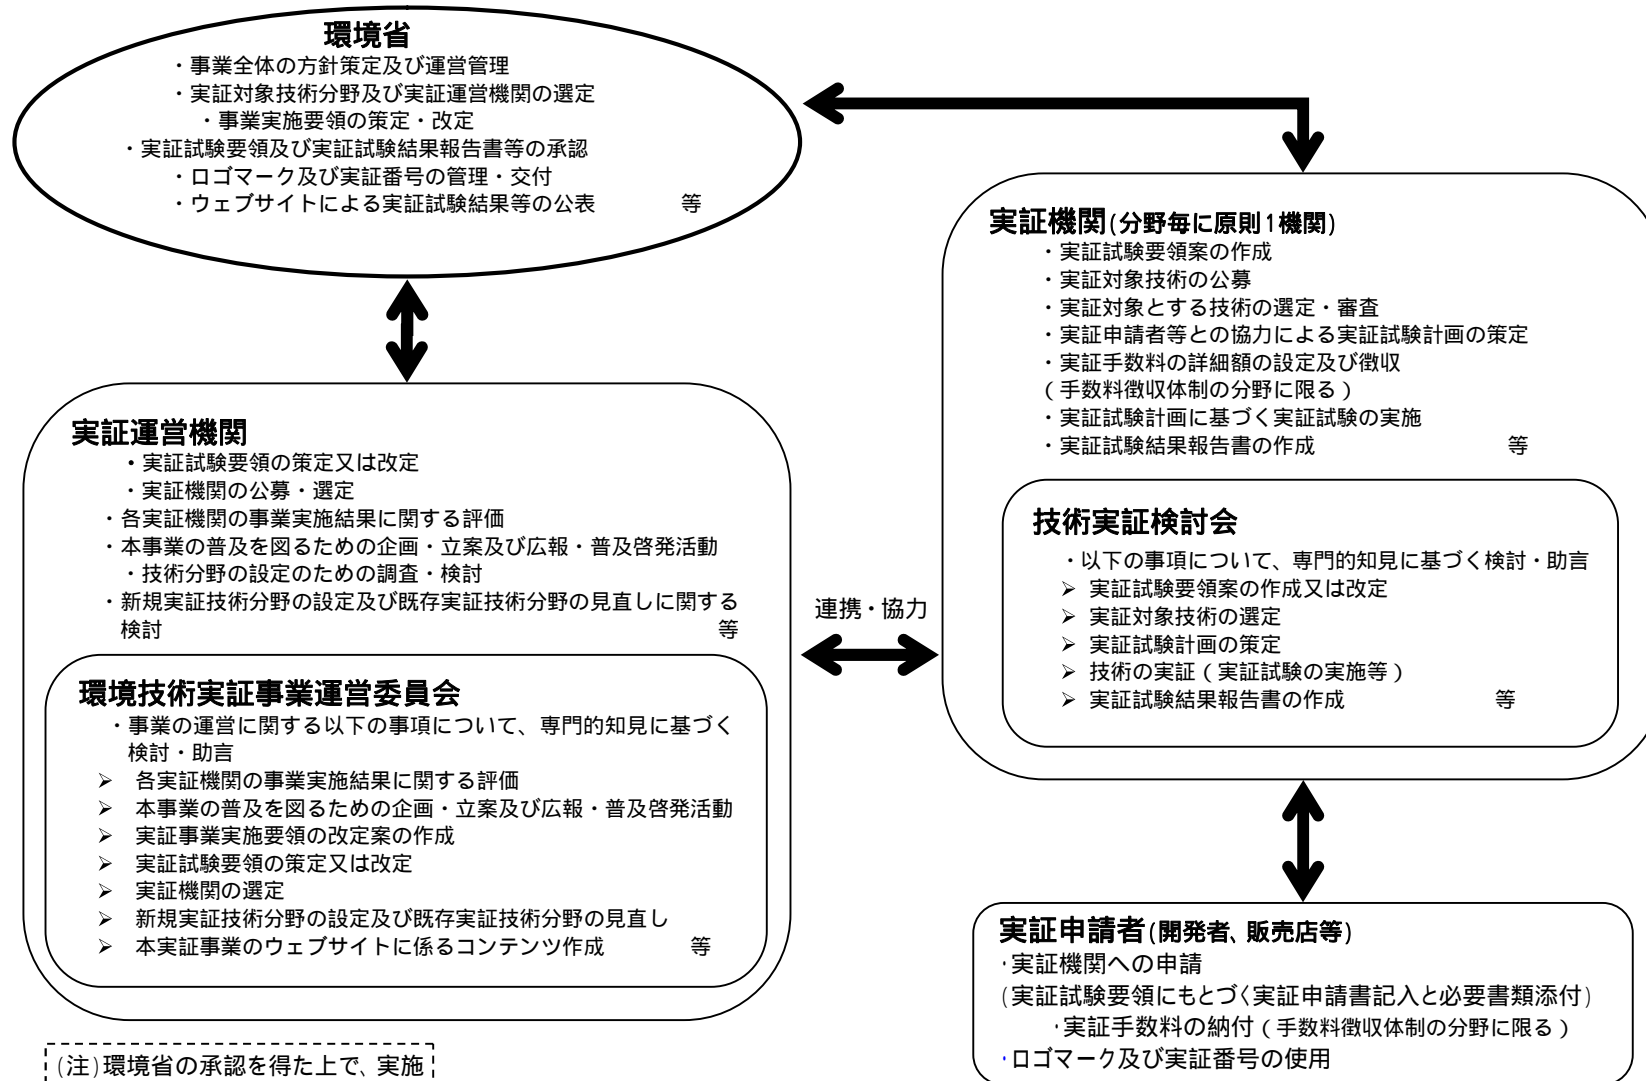 環境省
・事業全体の方針策定及び運営管理
・実証対象技術分野及び実証運営機関の選定
・事業実施要領の策定・改定
・実証試験要領及び実証試験結果報告書等の承認
・ロゴマーク及び実証番号の管理・交付
・ウェブサイトによる実証試験結果等の公表 等
実証運営機関
・実証試験要領の策定又は改定
・実証機関の公募・選定
・各実証機関の事業実施結果に関する評価
・本事業の普及を図るための企画・立案及び広報・普及啓発活動
・技術分野の設定のための調査・検討
・新規実証技術分野の設定及び既存実証技術分野の見直しに関する
検討 等
環境技術実証事業運営委員会
・事業の運営に関する以下の事項について、専門的知見に基づく
検討・助言
➢ 各実証機関の事業実施結果に関する評価
➢ 本事業の普及を図るための企画・立案及び広報・普及啓発活動
➢ 実証事業実施要領の改定案の作成
➢ 実証試験要領の策定又は改定
➢ 実証機関の選定
➢ 新規実証技術分野の設定及び既存実証技術分野の見直し
➢ 本実証事業のウェブサイトに係るコンテンツ作成 等
(注)環境省の承認を得た上で、実施
連携・協力
実証機関(分野毎に原則1機関)
・実証試験要領案の作成
・実証対象技術の公募
・実証対象とする技術の選定・審査
・実証申請者等との協力による実証試験計画の策定
・実証手数料の詳細額の設定及び徴収
(手数料徴収体制の分野に限る)
・実証試験計画に基づく実証試験の実施
・実証試験結果報告書の作成 等
技術実証検討会
・以下の事項について、専門的知見に基づく検討・助言
➢ 実証試験要領案の作成又は改定
➢ 実証対象技術の選定
➢ 実証試験計画の策定
➢ 技術の実証(実証試験の実施等)
➢ 実証試験結果報告書の作成 等
実証申請者(開発者、販売店等)
・実証機関への申請
(実証試験要領にもとづく実証申請書記入と必要書類添付)
・実証手数料の納付(手数料徴収体制の分野に限る)
・ロゴマーク及び実証番号の使用